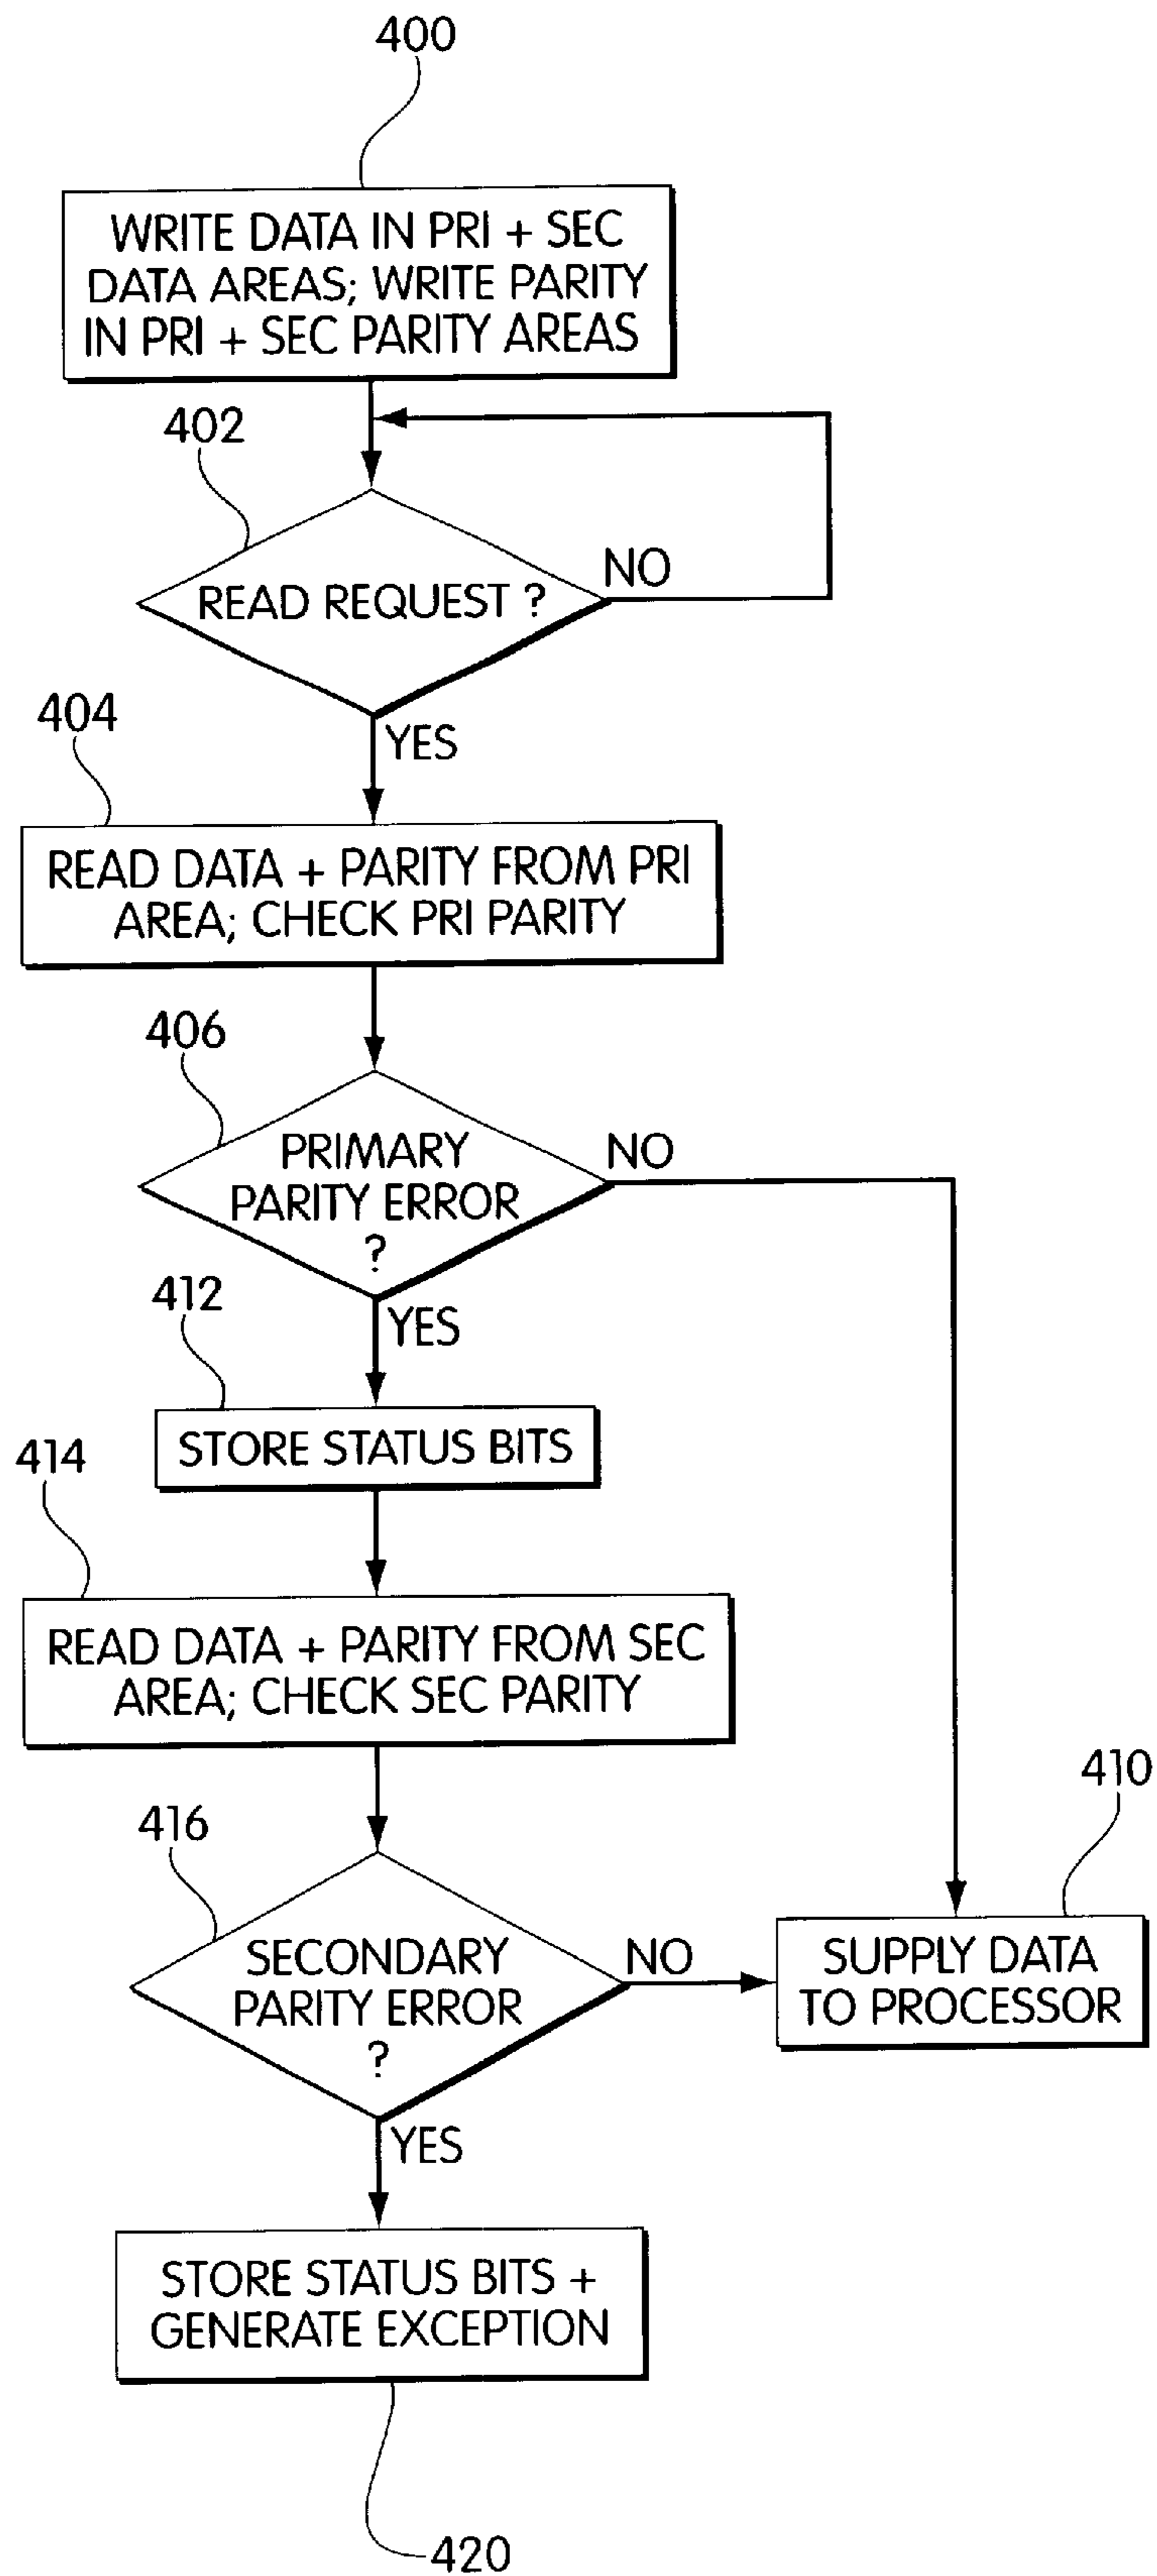 400
WRITE DATA IN PRI + SEC
DATA AREAS; WRITE PARITY
IN PRI + SEC PARITY AREAS
402
READ REQUEST ?
NO
YES
404
READ DATA + PARITY FROM PRI
AREA; CHECK PRI PARITY
406
PRIMARY
PARITY ERROR
?
NO
YES
412
STORE STATUS BITS
414
READ DATA + PARITY FROM SEC
AREA; CHECK SEC PARITY
416
SECONDARY
PARITY ERROR
?
NO
YES
410
SUPPLY DATA
TO PROCESSOR
STORE STATUS BITS +
GENERATE EXCEPTION
420